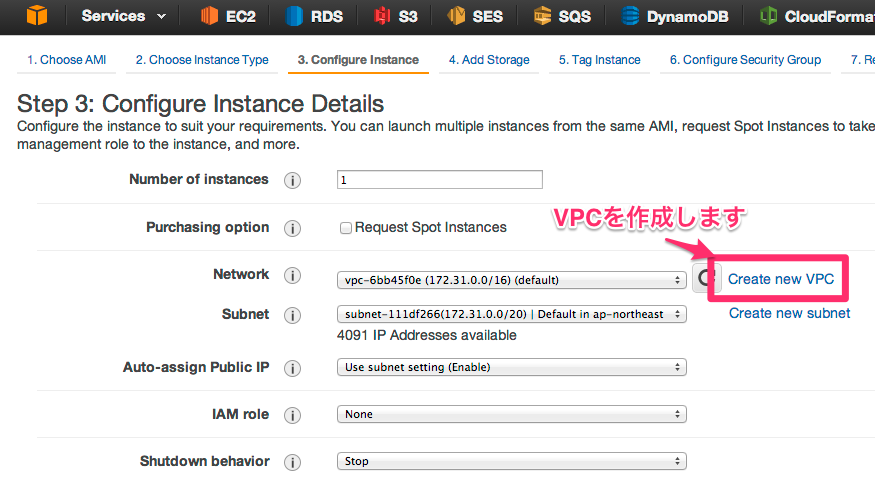 Services EC2 RDS S3 SES SQS DynamoDB CloudFormat
1. Choose AMI 2. Choose Instance Type 3. Configure Instance 4. Add Storage 5. Tag Instance 6. Configure Security Group 7. Re
Step 3: Configure Instance Details
Configure the instance to suit your requirements. You can launch multiple instances from the same AMI, request Spot Instances to take
management role to the instance, and more.
Number of instances i 1
Purchasing option i Request Spot Instances
VPCを作成します
Network i vpc-6bb45f0e (172.31.0.0/16) (default) Create new VPC
Subnet i subnet-111df266(172.31.0.0/20) | Default in ap-northeast Create new subnet
4091 IP Addresses available
Auto-assign Public IP i Use subnet setting (Enable)
IAM role i None
Shutdown behavior i Stop